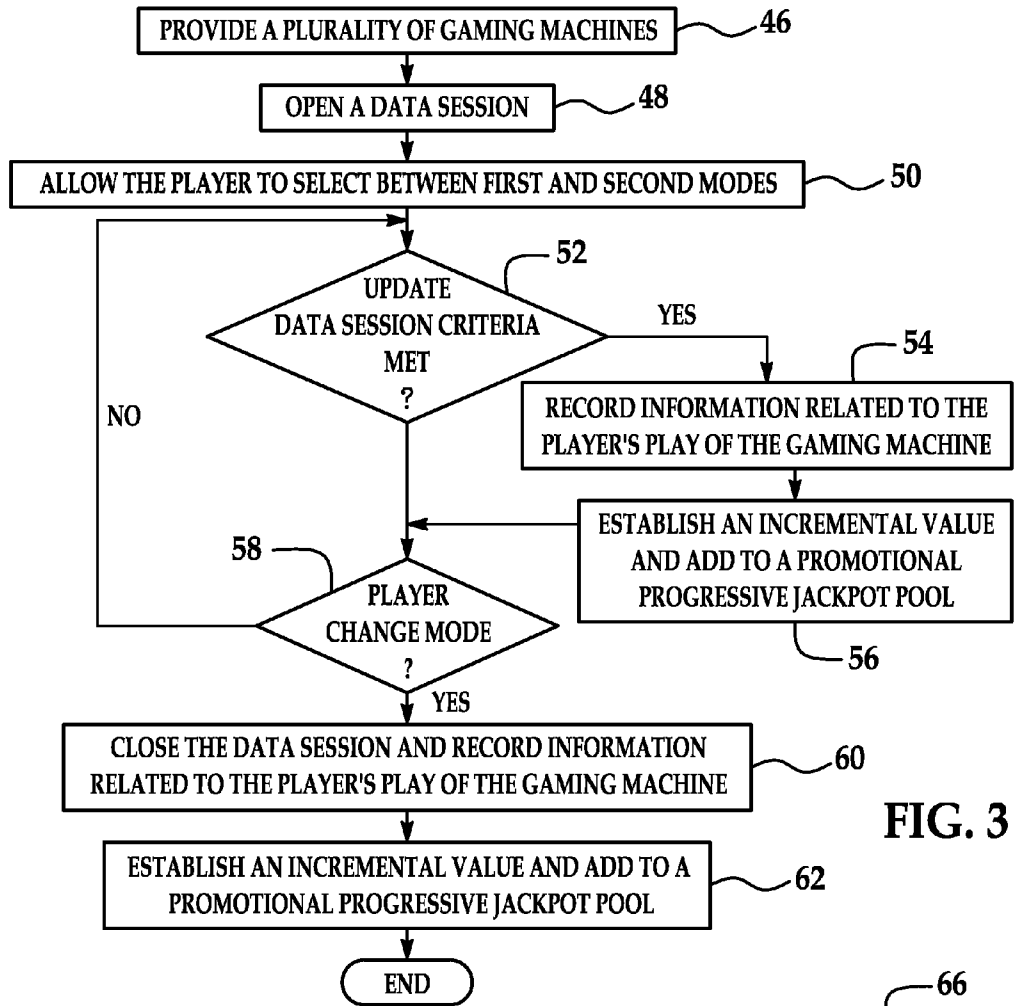 PROVIDE A PLURALITY OF GAMING MACHINES
46
OPEN A DATA SESSION
48
ALLOW THE PLAYER TO SELECT BETWEEN FIRST AND SECOND MODES
50
52
UPDATE
DATA SESSION CRITERIA
MET
?
YES
54
NO
RECORD INFORMATION RELATED TO THE
PLAYER'S PLAY OF THE GAMING MACHINE
ESTABLISH AN INCREMENTAL VALUE
AND ADD TO A PROMOTIONAL
PROGRESSIVE JACKPOT POOL
56
58
PLAYER
CHANGE MODE
?
YES
CLOSE THE DATA SESSION AND RECORD INFORMATION
RELATED TO THE PLAYER'S PLAY OF THE GAMING MACHINE
60
FIG. 3
ESTABLISH AN INCREMENTAL VALUE AND ADD TO A
PROMOTIONAL PROGRESSIVE JACKPOT POOL
62
END
66